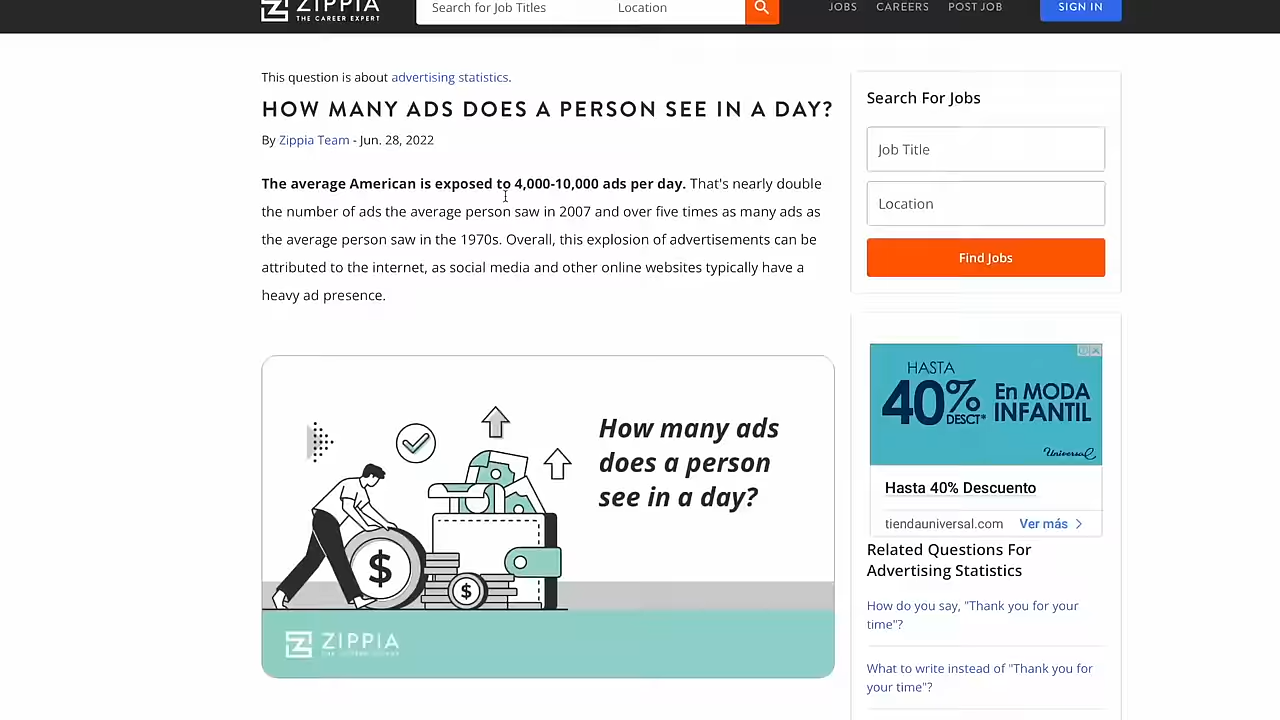 ZIPPIA
THE CAREER EXPERT
Search for Job Titles
Location
JOBS
CAREERS
POST JOB
SIGN IN
This question is about advertising statistics.
HOW MANY ADS DOES A PERSON SEE IN A DAY?
By Zippia Team - Jun. 28, 2022
The average American is exposed to 4,000-10,000 ads per day. That's nearly double
the number of ads the average person saw in 2007 and over five times as many ads as
the average person saw in the 1970s. Overall, this explosion of advertisements can be
attributed to the internet, as social media and other online websites typically have a
heavy ad presence.
How many ads
does a person
see in a day?
$
$
ZIPPIA
Search For Jobs
Job Title
Location
Find Jobs
HASTA
40% DESCT*
En MODA
INFANTIL
Universal
Hasta 40% Descuento
tiendauniversal.com
Ver más
Related Questions For
Advertising Statistics
How do you say, "Thank you for your
time"?
What to write instead of "Thank you for
your time"?